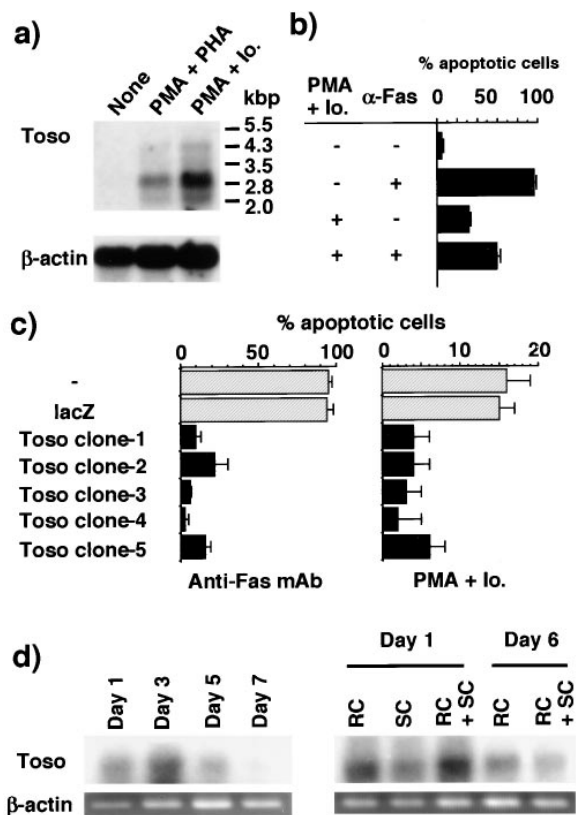 a)
None
PMA + PHA
PMA + Io.
kbp
Toso
5.5
4.3
3.5
2.8
2.0
β-actin
b)
% apoptotic cells
PMA + Io.
α-Fas
0 60 100
- -
- +
+ -
+ +
c)
% apoptotic cells
0 50 100
0 10 20
-
lacZ
Toso clone-1
Toso clone-2
Toso clone-3
Toso clone-4
Toso clone-5
Anti-Fas mAb
PMA + Io.
d)
Day 1
Day 3
Day 5
Day 7
Day 1
Day 6
RC
SC
RC + SC
RC
RC + SC
Toso
β-actin